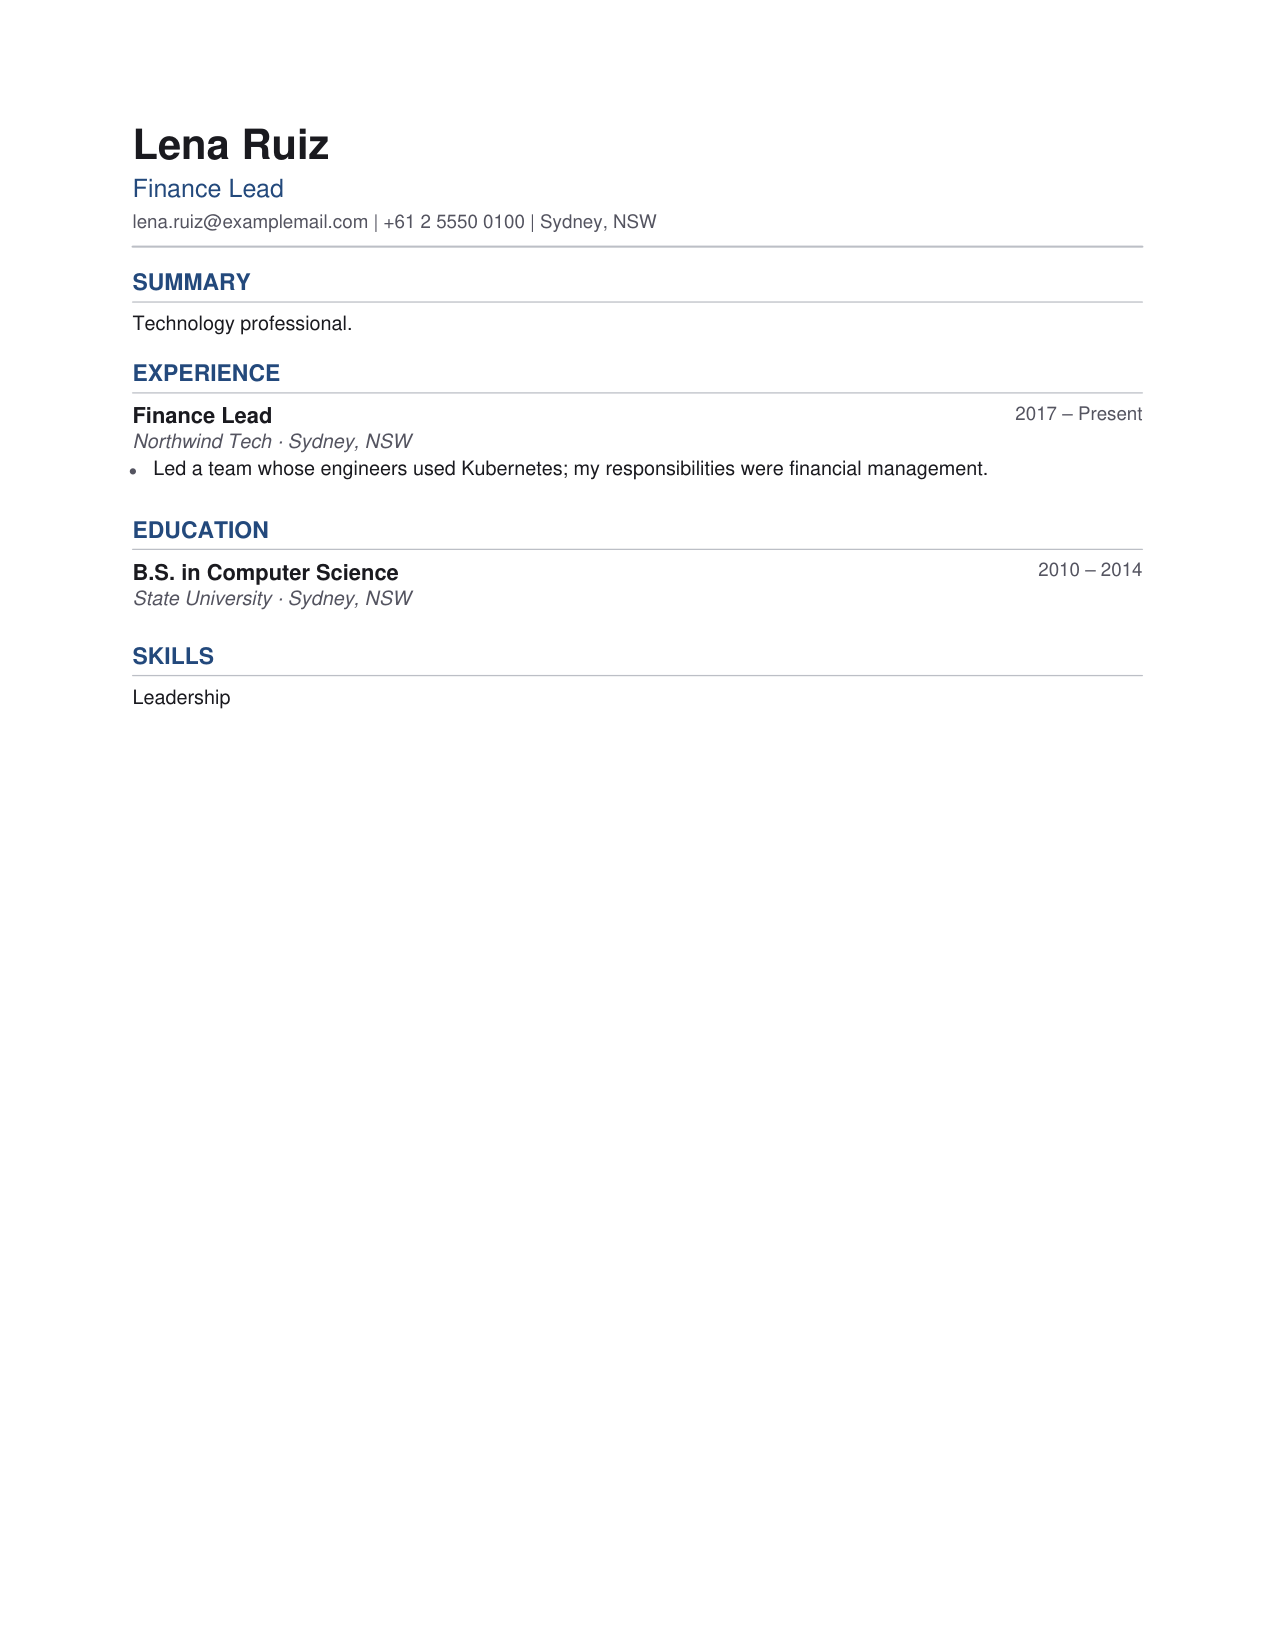 Lena Ruiz
Finance Lead
lena.ruiz@examplemail.com | +61 2 5550 0100 | Sydney, NSW
SUMMARY
Technology professional.
EXPERIENCE
Finance Lead 2017 – Present
Northwind Tech · Sydney, NSW
• Led a team whose engineers used Kubernetes; my responsibilities were financial management.
EDUCATION
B.S. in Computer Science 2010 – 2014
State University · Sydney, NSW
SKILLS
Leadership